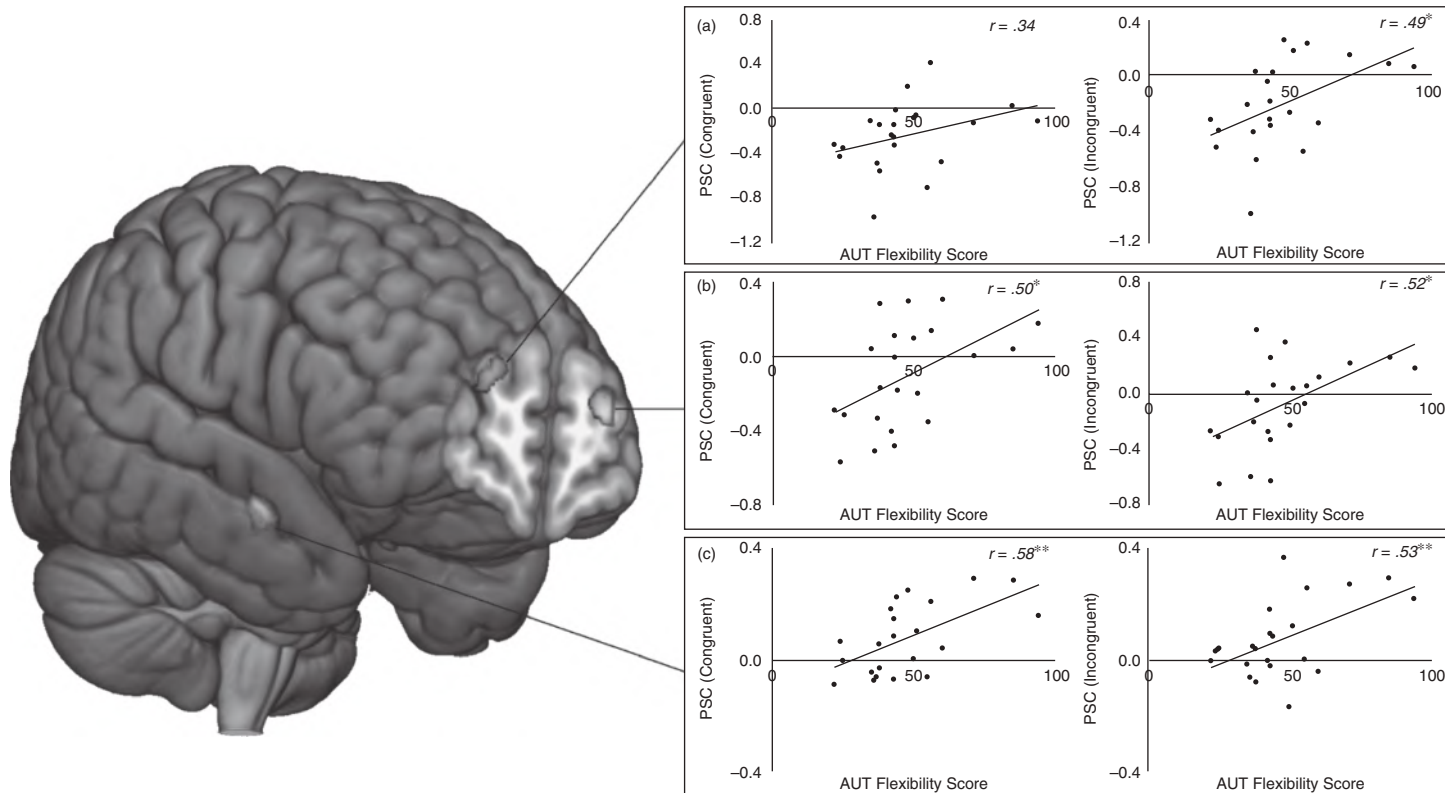 (a)
r = .34
0.8
0.4
0.0
–0.4
–0.8
–1.2
0
50
100
PSC (Congruent)
AUT Flexibility Score
r = .49*
0.4
0.0
–0.4
–0.8
–1.2
0
50
100
PSC (Incongruent)
AUT Flexibility Score
(b)
r = .50*
0.4
0.0
–0.4
–0.8
0
50
100
PSC (Congruent)
AUT Flexibility Score
r = .52*
0.8
0.4
0.0
–0.4
–0.8
0
50
100
PSC (Incongruent)
AUT Flexibility Score
(c)
r = .58**
0.4
0.0
–0.4
0
50
100
PSC (Congruent)
AUT Flexibility Score
r = .53**
0.4
0.0
–0.4
0
50
100
PSC (Incongruent)
AUT Flexibility Score